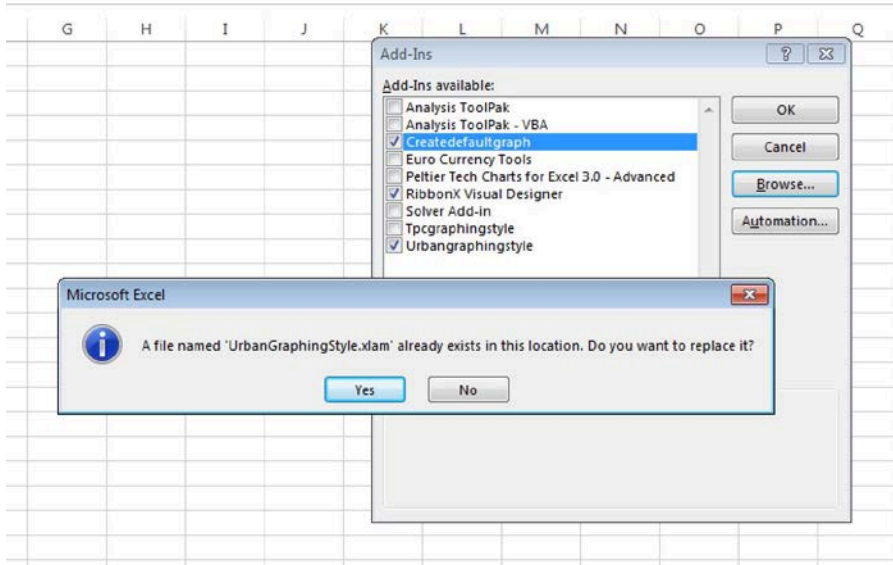 G H I J K L M N O P Q
Add-Ins
Add-Ins available:
Analysis ToolPak
Analysis ToolPak - VBA
Createdefaultgraph
Euro Currency Tools
Peltier Tech Charts for Excel 3.0 - Advanced
RibbonX Visual Designer
Solver Add-in
Tpcgraphingstyle
Urbangraphingstyle
OK
Cancel
Browse...
Automation...
Microsoft Excel
A file named 'UrbanGraphingStyle.xlam' already exists in this location. Do you want to replace it?
Yes No